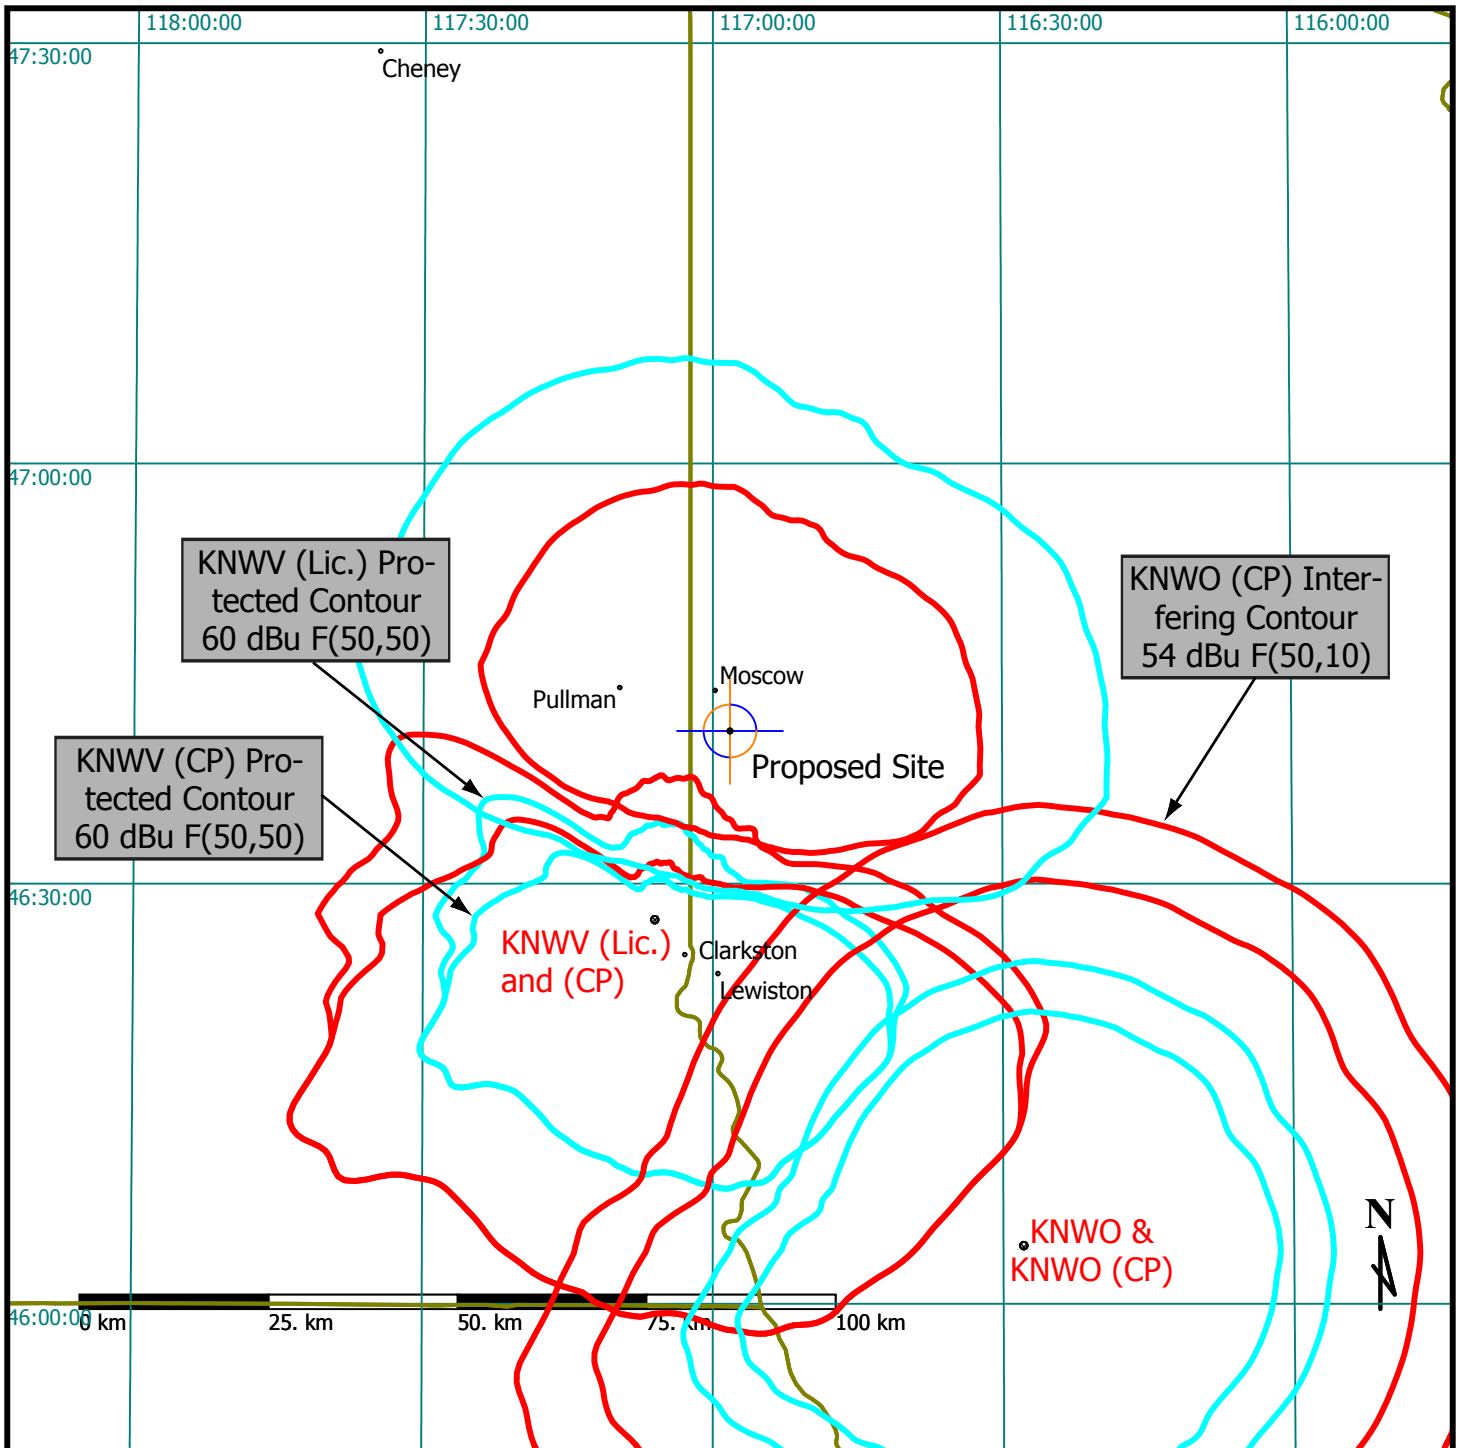 118:00:00
117:30:00
117:00:00
116:30:00
116:00:00
47:30:00
Cheney
47:00:00
KNWV (Lic.) Pro-
tected Contour
60 dBu F(50,50)
KNWO (CP) Inter-
fering Contour
54 dBu F(50,10)
Moscow
Pullman
Proposed Site
KNWV (CP) Pro-
tected Contour
60 dBu F(50,50)
46:30:00
KNWV (Lic.)
and (CP)
Clarkston
Lewiston
N
KNWO &
KNWO (CP)
46:00:00
0 km
25. km
50. km
75. km
100 km